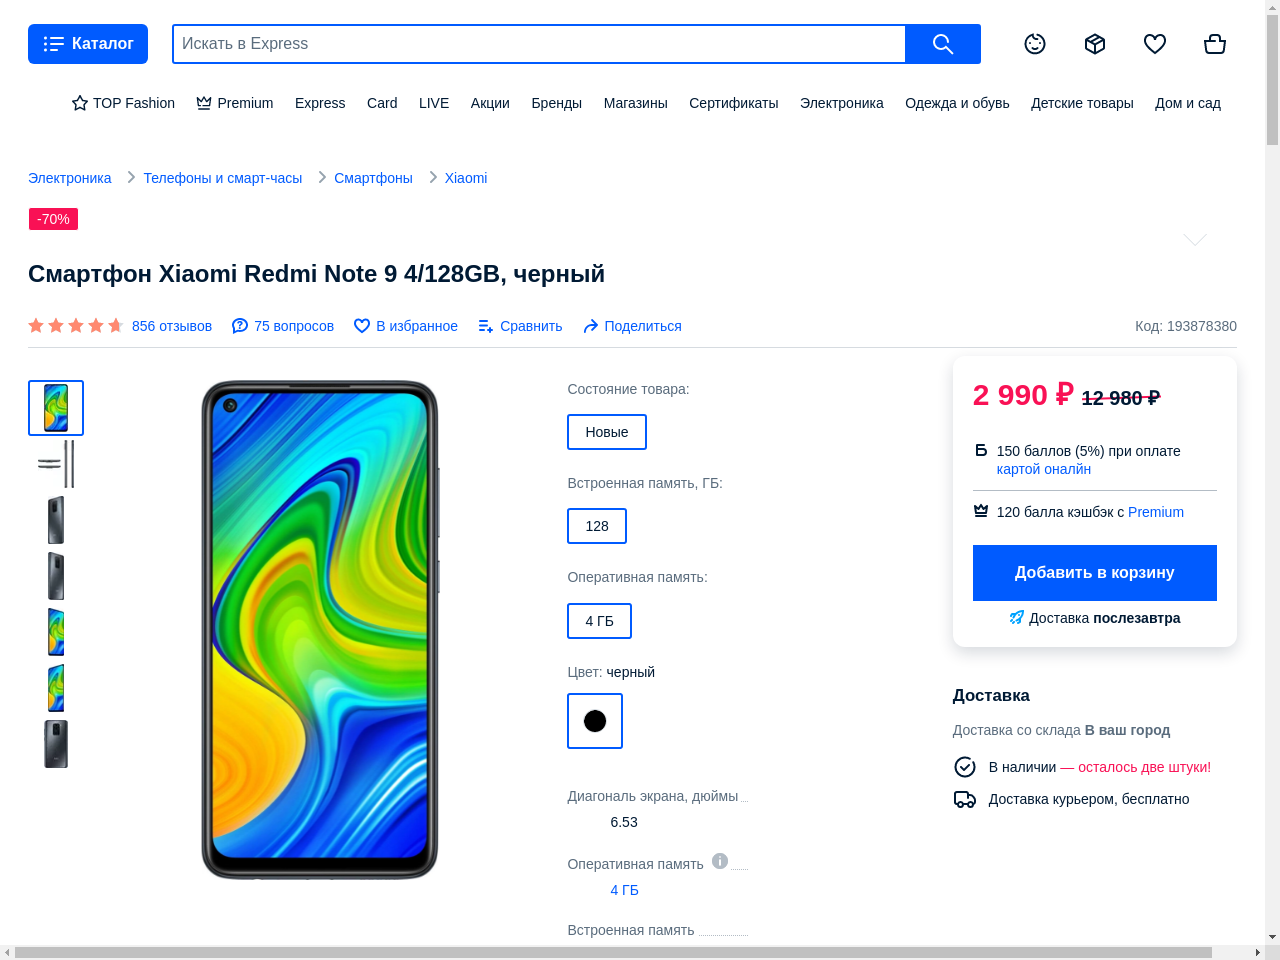 Каталог
Искать в Express
TOP Fashion Premium Express Card LIVE Акции Бренды Магазины Сертификаты Электроника Одежда и обувь Детские товары Дом и сад
Электроника Телефоны и смарт-часы Смартфоны Xiaomi
-70%
Смартфон Xiaomi Redmi Note 9 4/128GB, черный
856 отзывов 75 вопросов В избранное Сравнить Поделиться Код: 193878380
Состояние товара:
Новые
Встроенная память, ГБ:
128
Оперативная память:
4 ГБ
Цвет: черный
Диагональ экрана, дюймы
6.53
Оперативная память
4 ГБ
Встроенная память
2 990 ₽ 12 980 ₽
150 баллов (5%) при оплате
картой оналйн
120 балла кэшбэк с Premium
Добавить в корзину
Доставка послезавтра
Доставка
Доставка со склада В ваш город
В наличии — осталось две штуки!
Доставка курьером, бесплатно